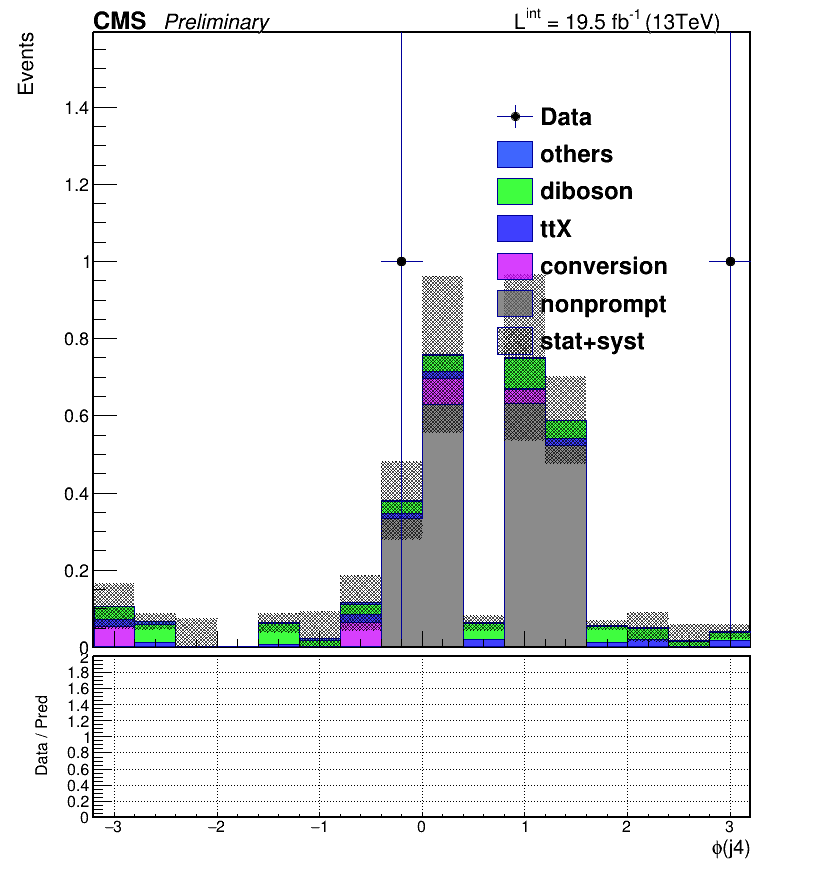 CMS Preliminary L^int = 19.5 fb^-1 (13TeV)
Events
1.4
1.2
1
0.8
0.6
0.4
0.2
0
Data
others
diboson
ttX
conversion
nonprompt
stat+syst
Data / Pred
2
1.8
1.6
1.4
1.2
1
0.8
0.6
0.4
0.2
0
−3 −2 −1 0 1 2 3
ϕ(j4)